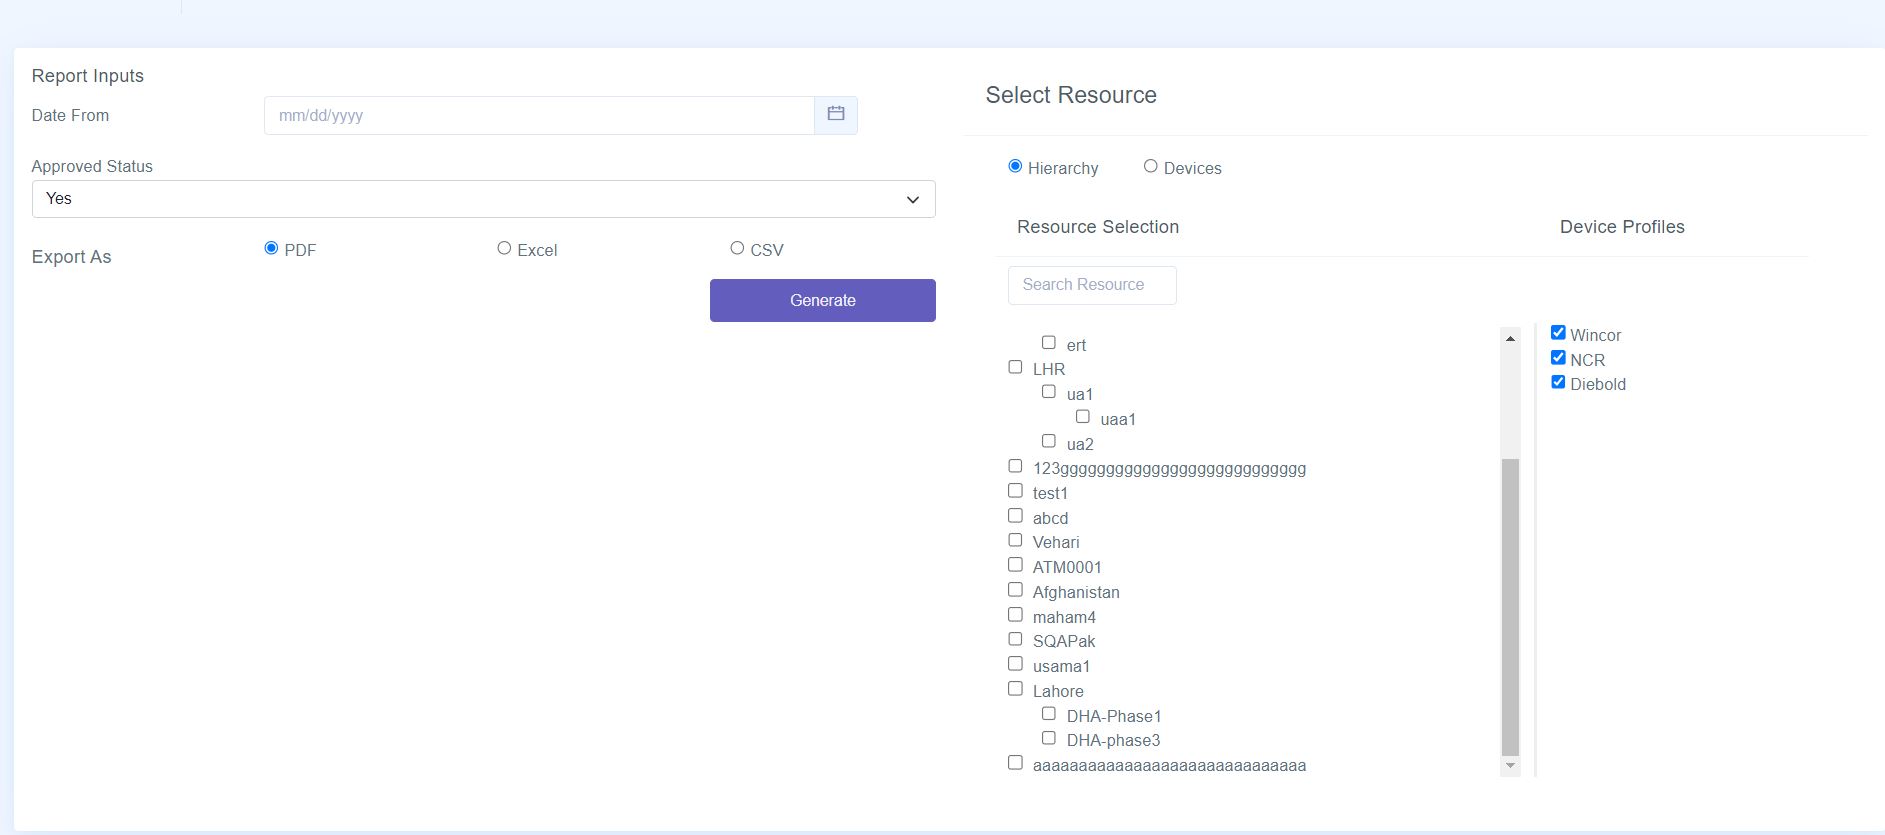 Report Inputs
Date From
mm/dd/yyyy
Approved Status
Yes
Export As
PDF
Excel
CSV
Generate
Select Resource
Hierarchy
Devices
Resource Selection
Device Profiles
Search Resource
ert
LHR
ua1
uaa1
ua2
123ggggggggggggggggggggggggggg
test1
abcd
Vehari
ATM0001
Afghanistan
maham4
SQAPak
usama1
Lahore
DHA-Phase1
DHA-phase3
aaaaaaaaaaaaaaaaaaaaaaaaaaaaaa
Wincor
NCR
Diebold